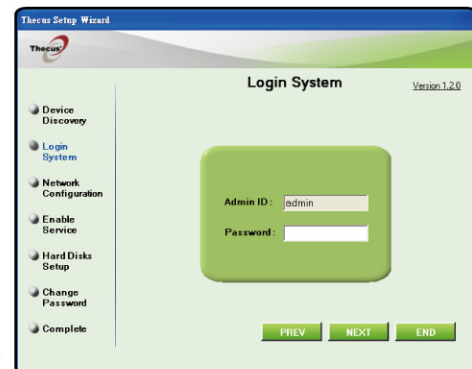 Thecus Setup Wizard
Thecus
Login System
Version 1.2.0
Device
Discovery
Login
System
Network
Configuration
Enable
Service
Hard Disks
Setup
Change
Password
Complete
Admin ID: admin
Password:
PREV NEXT END